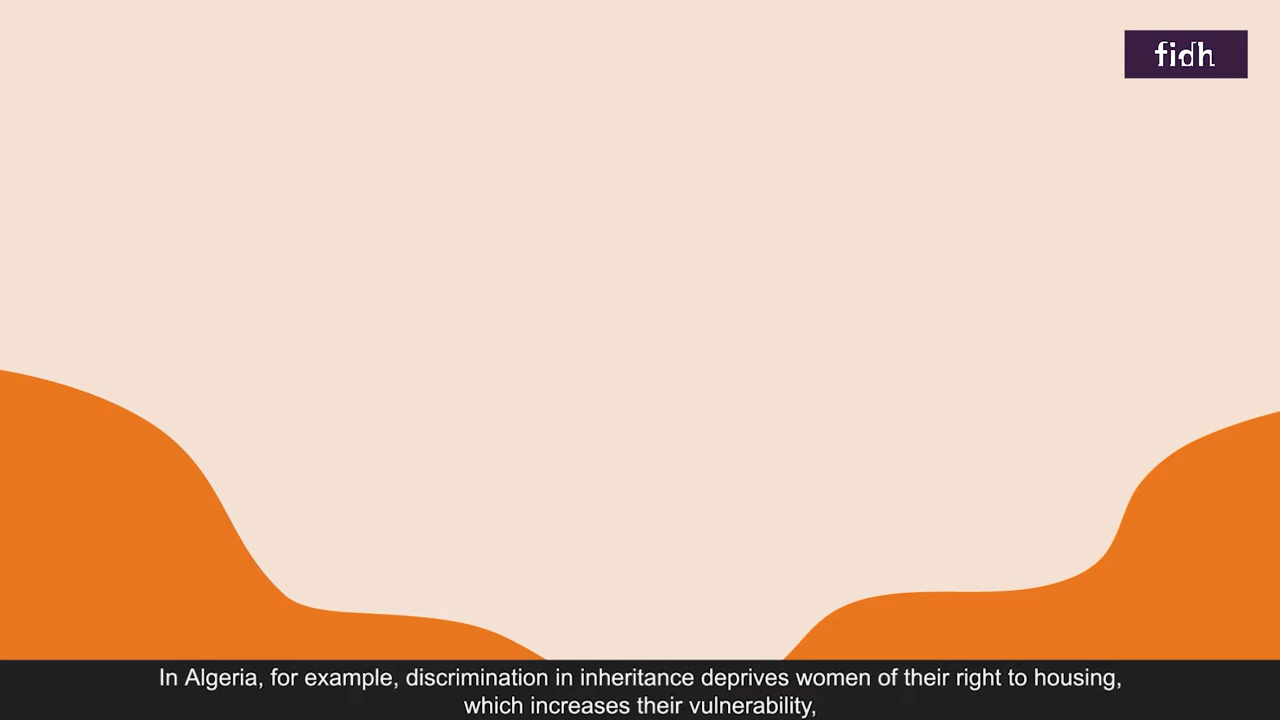 fidh
In Algeria, for example, discrimination in inheritance deprives women of their right to housing,
which increases their vulnerability,